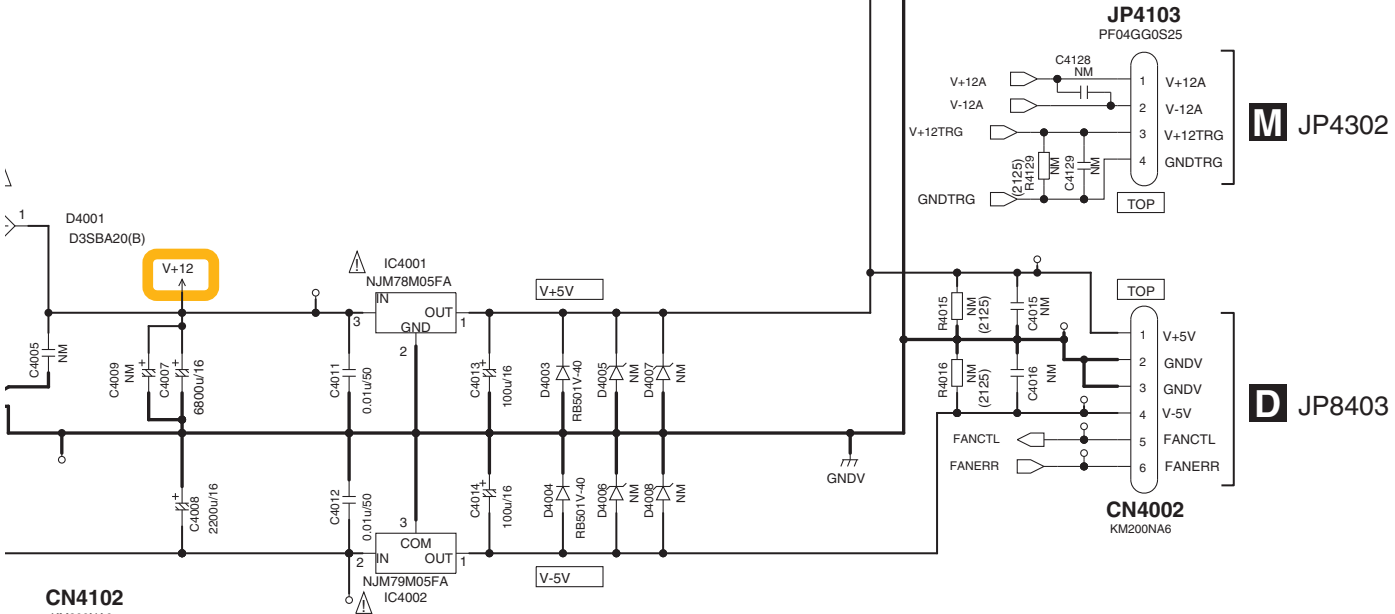 JP4103
PF04GG0S25
C4128
NM
V+12A
V-12A
V+12TRG
GNDTRG
(2125)
R4129
NM
C4129
NM
1
2
3
4
V+12A
V-12A
V+12TRG
GNDTRG
TOP
M JP4302
1
D4001
D3SBA20(B)
V+12
C4005
NM
C4009
NM
C4007
6800u/16
C4008
2200u/16
C4011
0.01u/50
C4012
0.01u/50
IC4001
NJM78M05FA
IN
OUT
GND
3
1
2
V+5V
C4013
100u/16
D4003
RB501V-40
D4005
NM
D4007
NM
C4014
100u/16
D4004
RB501V-40
D4006
NM
D4008
NM
3
COM
IN
OUT
2
1
NJM79M05FA
IC4002
V-5V
GNDV
R4015
NM
(2125)
C4015
NM
R4016
NM
(2125)
C4016
NM
FANCTL
FANERR
TOP
1
2
3
4
5
6
V+5V
GNDV
GNDV
V-5V
FANCTL
FANERR
CN4002
KM200NA6
D JP8403
CN4102